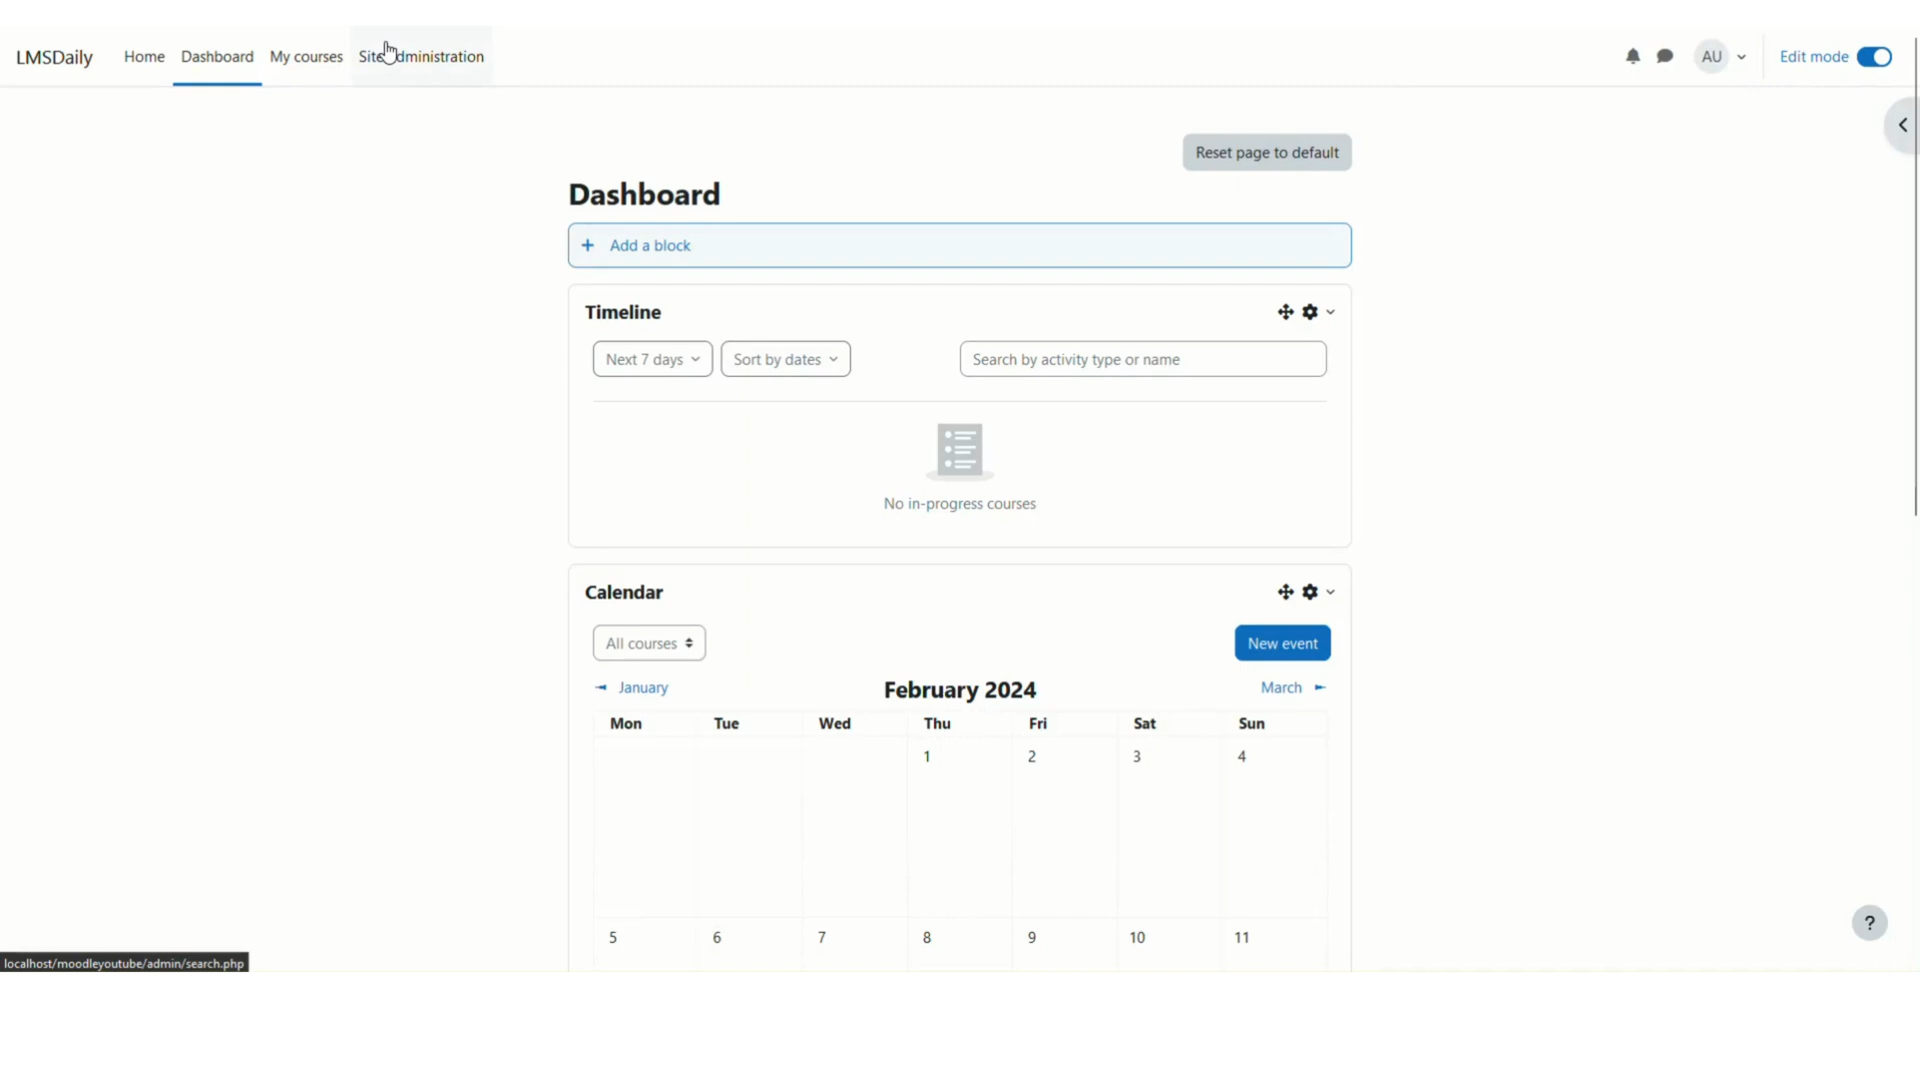 LMSDaily Home Dashboard My courses Site administration AU Edit mode
Reset page to default
Dashboard
+ Add a block
Timeline
Next 7 days Sort by dates Search by activity type or name
No in-progress courses
Calendar
All courses New event
◄ January February 2024 March ►
Mon Tue Wed Thu Fri Sat Sun
1 2 3 4
5 6 7 8 9 10 11
?
localhost/moodleyoutube/admin/search.php